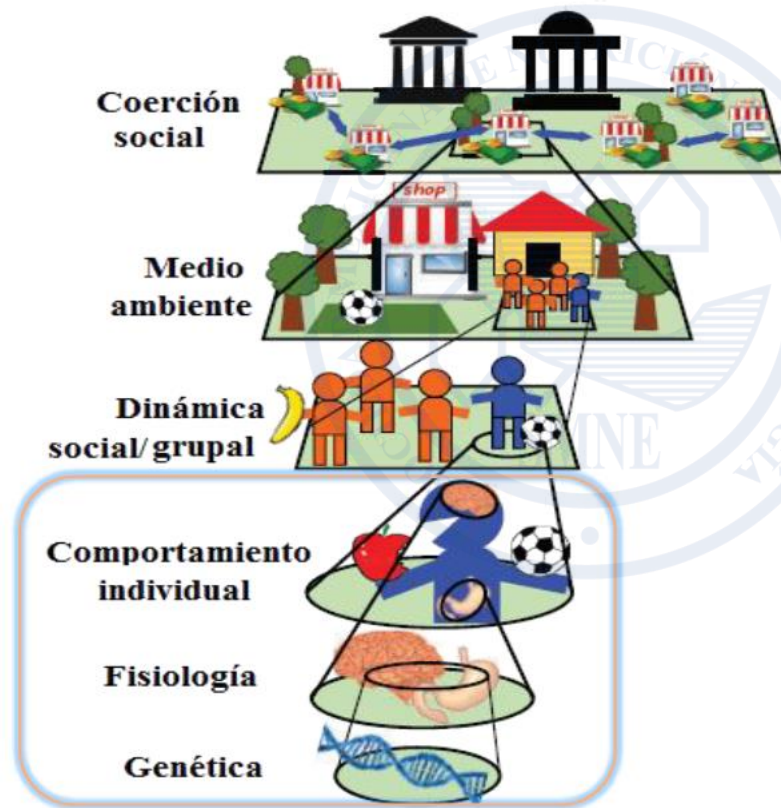 Coerción
social
shop
Medio
ambiente
Dinámica
social/grupal
Comportamiento
individual
Fisiología
Genética